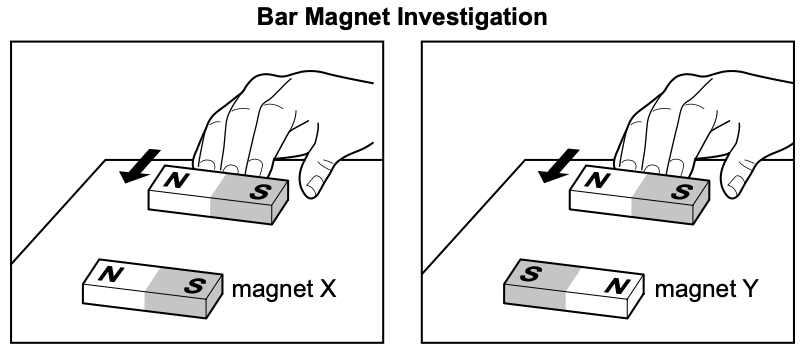 Bar Magnet Investigation
N S
N S
magnet X
N S
S N
magnet Y